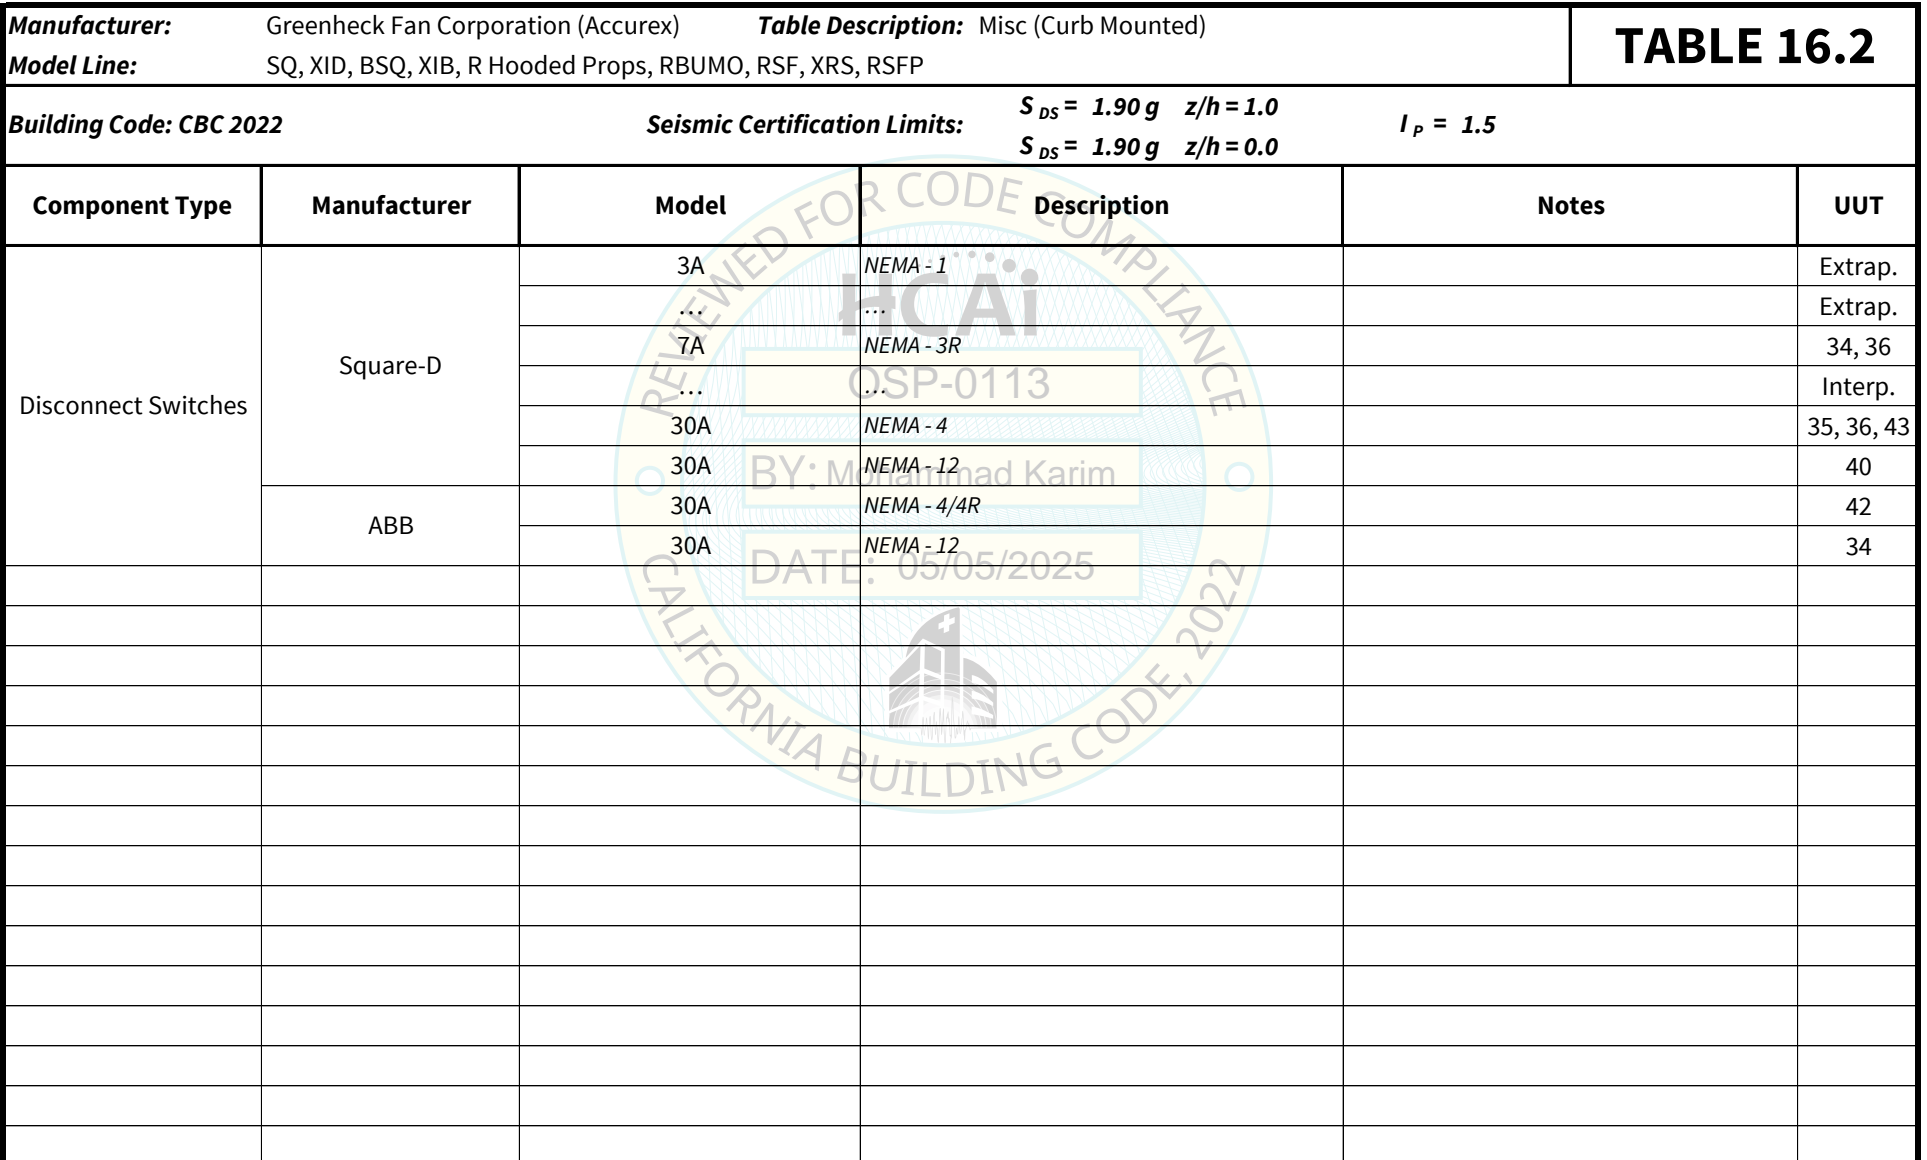 Manufacturer: Greenheck Fan Corporation (Accurex) Table Description: Misc (Curb Mounted)
TABLE 16.2
Model Line: SQ, XID, BSQ, XIB, R Hooded Props, RBUMO, RSF, XRS, RSFP
Building Code: CBC 2022 Seismic Certification Limits:
S DS = 1.90 g z/h = 1.0
S DS = 1.90 g z/h = 0.0
I P = 1.5
Component Type Manufacturer Model Description Notes UUT
Disconnect Switches
Square-D
3A NEMA - 1 Extrap.
… … Extrap.
7A NEMA - 3R 34, 36
… … Interp.
30A NEMA - 4 35, 36, 43
30A NEMA - 12 40
ABB
30A NEMA - 4/4R 42
30A NEMA - 12 34
REVIEWED FOR CODE COMPLIANCE
HCAi
OSP-0113
BY: Mohammad Karim
DATE: 05/05/2025
CALIFORNIA BUILDING CODE, 2022